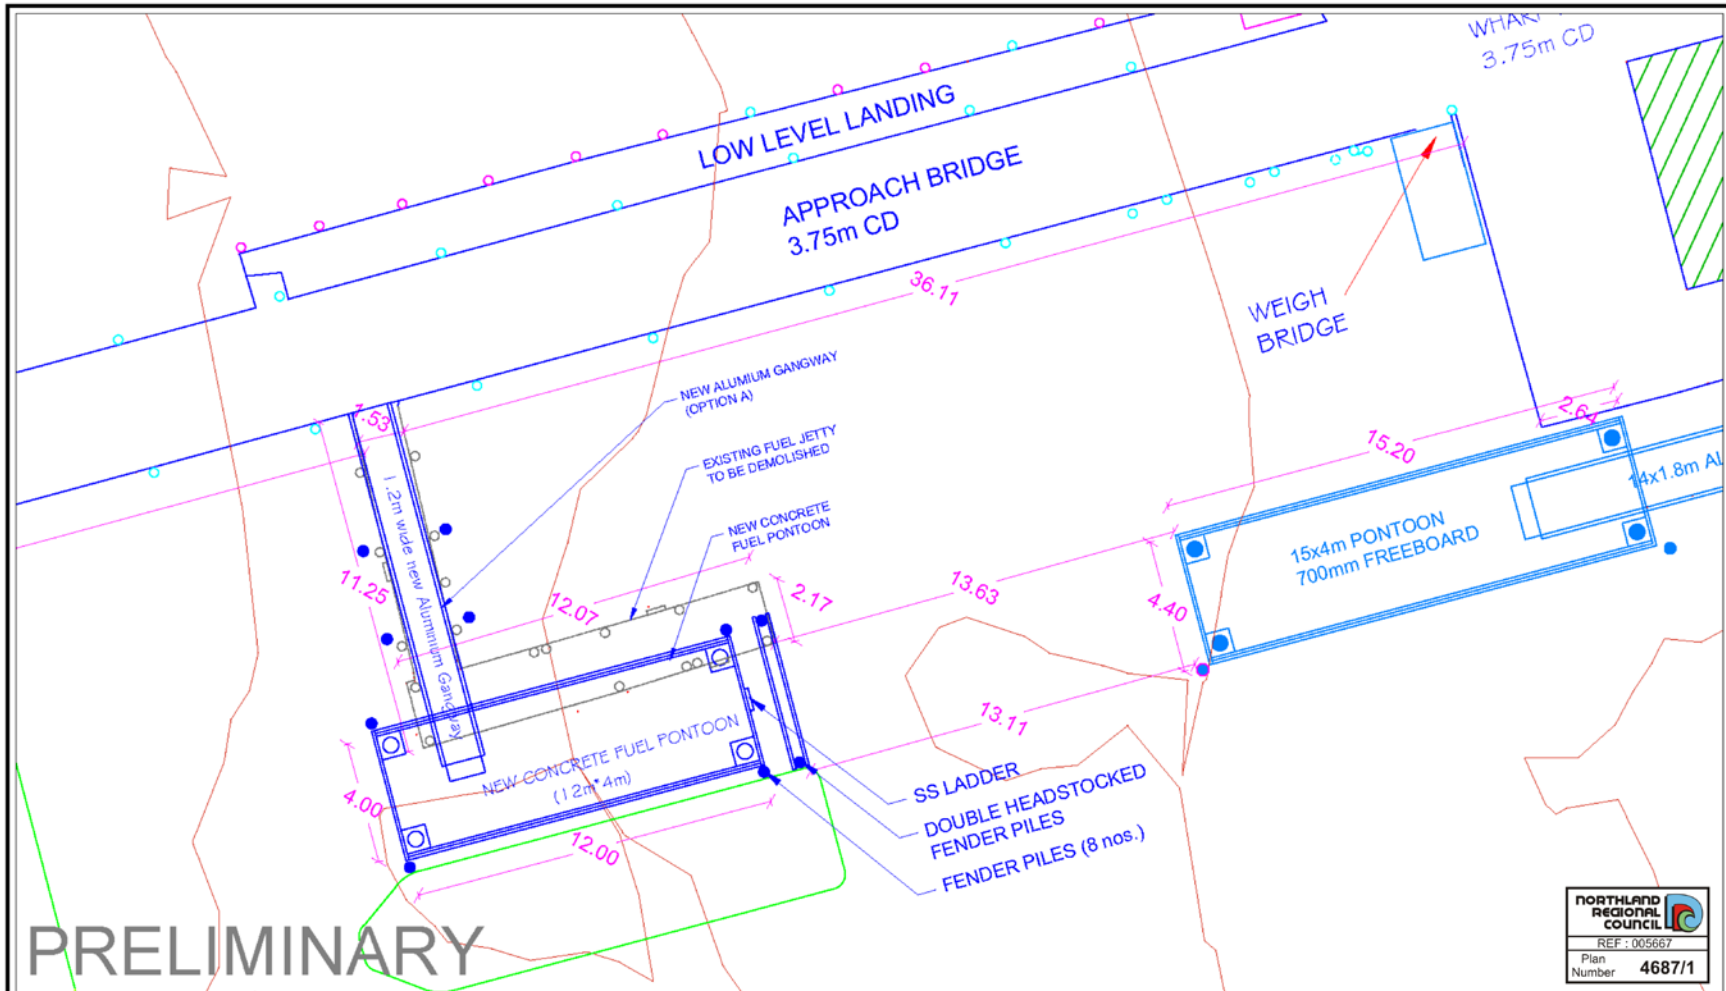 WHARF
3.75m CD
LOW LEVEL LANDING
APPROACH BRIDGE
3.75m CD
36.11
WEIGH
BRIDGE
NEW ALUMIUM GANGWAY
(OPTION A)
1.53
2.64
EXISTING FUEL JETTY
TO BE DEMOLISHED
15.20
14x1.8m AL
1.2m wide new Aluminium Gangway
NEW CONCRETE
FUEL PONTOON
15x4m PONTOON
700mm FREEBOARD
11.25
12.07
2.17
13.63
4.40
13.11
NEW CONCRETE FUEL PONTOON
(12m*4m)
4.00
12.00
SS LADDER
DOUBLE HEADSTOCKED
FENDER PILES
FENDER PILES (8 nos.)
PRELIMINARY
NORTHLAND
REGIONAL
COUNCIL
REF : 005667
Plan
Number 4687/1